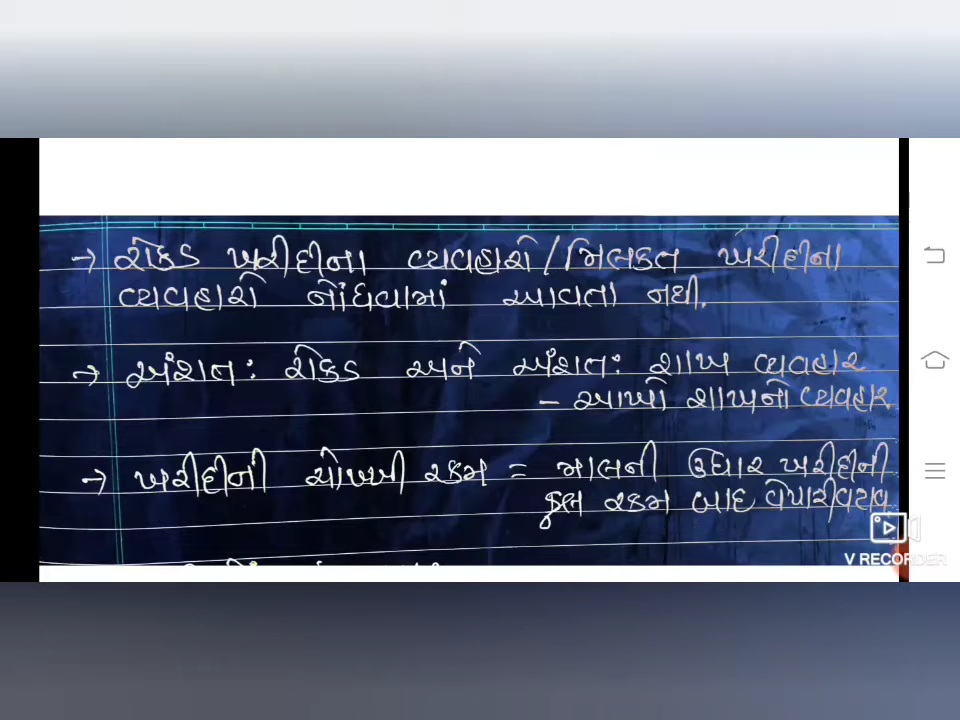 → રોકડ ખરીદીના વ્યવહારો/મિલકત ખરીદીના
વ્યવહારો નોંધવામાં આવતા નથી.
→ અંશત: રોકડ અને અંશત: શાખ વ્યવહાર
– આખો શાખનો વ્યવહાર.
→ ખરીદીની ચોખ્ખી રકમ = માલની ઉધાર ખરીદીની
કુલ રકમ બાદ વેપારીવટાવ
V RECORDER